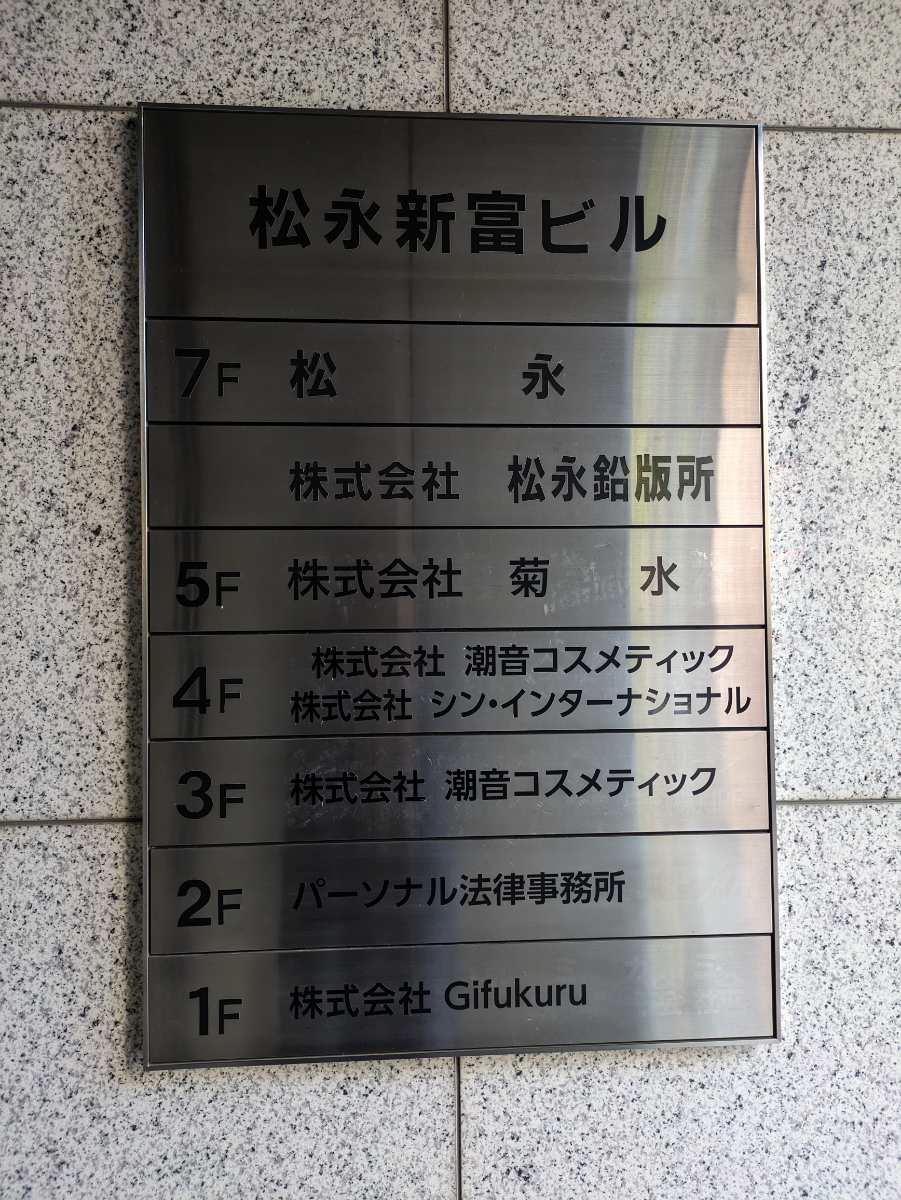 松永新富ビル
7F 松永
株式会社 松永鉛版所
5F 株式会社 菊水
4F 株式会社 潮音コスメティック
株式会社 シン・インターナショナル
3F 株式会社 潮音コスメティック
2F パーソナル法律事務所
1F 株式会社 Gifukuru